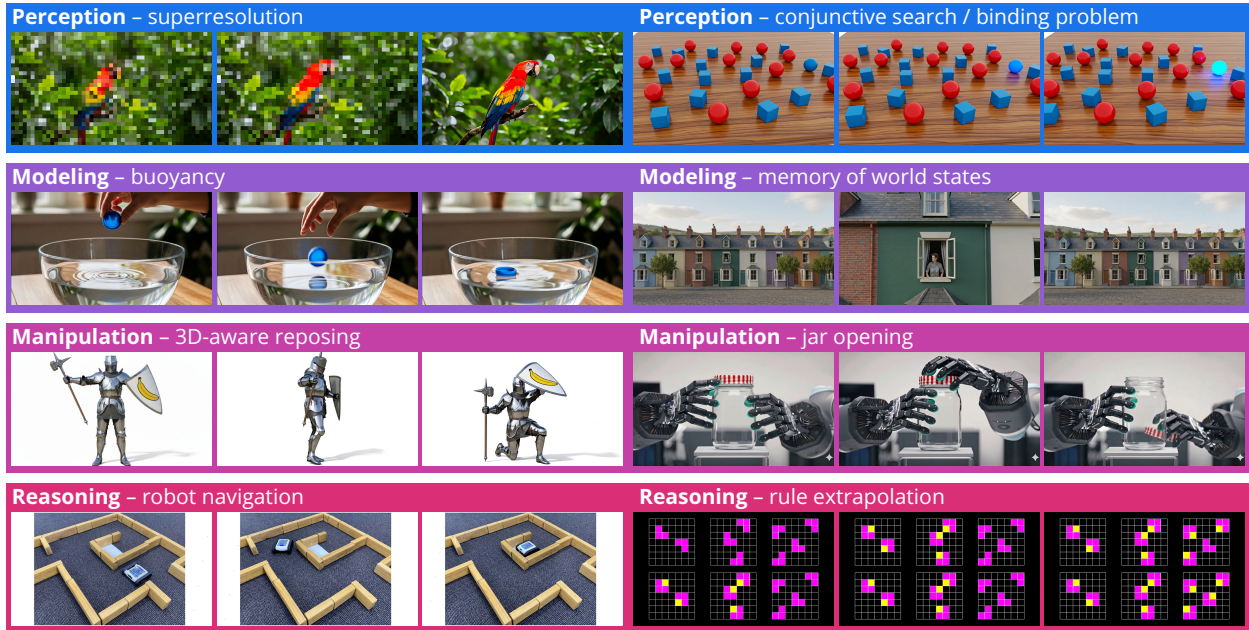 Perception – superresolution
Perception – conjunctive search / binding problem
Modeling – buoyancy
Modeling – memory of world states
Manipulation – 3D-aware reposing
Manipulation – jar opening
Reasoning – robot navigation
Reasoning – rule extrapolation